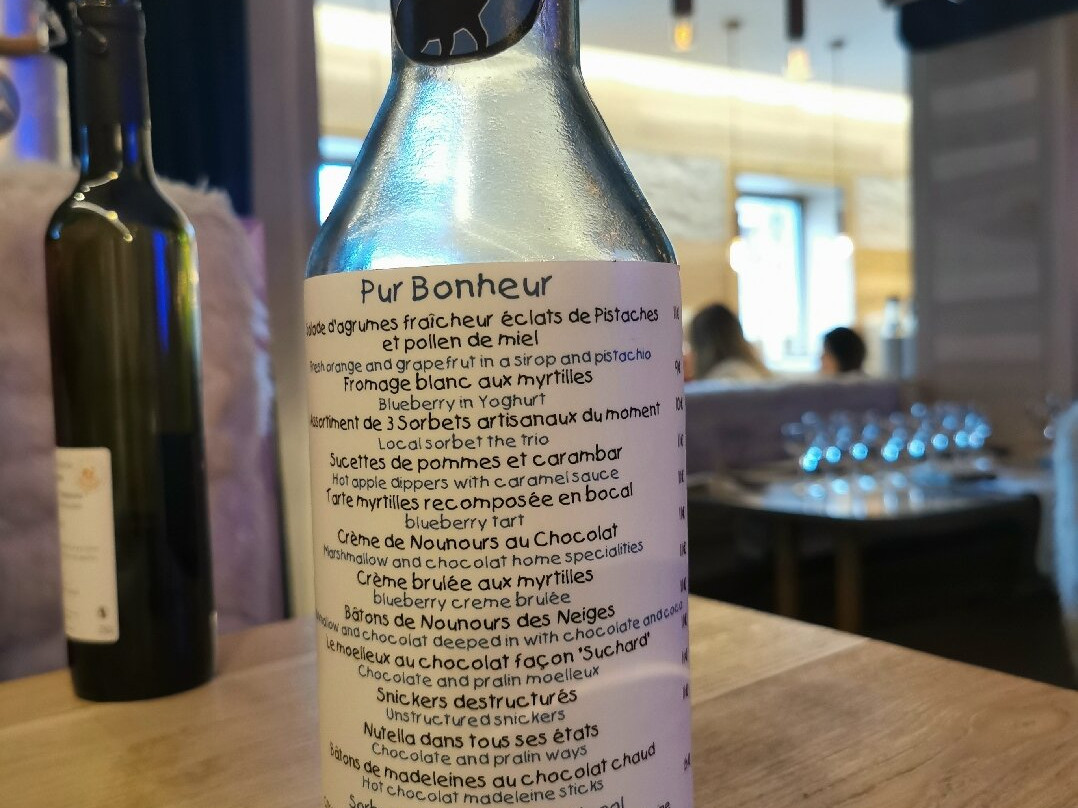 Pur Bonheur
d'agrumes fraîcheur éclats de Pistaches
et pollen de miel
Fresh orange and grapefrut in a sirop and pistachio
Fromage blanc aux myrtilles
Blueberry in Yoghurt
Assortiment de 3 Sorbets artisanaux du moment
Local sorbet the trio
Sucettes de pommes et carambar
Hot apple dippers with caramel sauce
Tarte myrtilles recomposée en bocal
blueberry tart
Crème de Nounours au Chocolat
Marshmallow and chocolat home specialities
Crème brulée aux myrtilles
blueberry creme brulée
Bâtons de Nounours des Neiges
and chocolat deeped in with chocolate and coco
Le moelleux au chocolat façon 'Suchard'
Chocolate and pralin moelleux
Snickers destructurés
Unstructured snickers
Nutella dans tous ses états
Chocolate and pralin ways
Bâtons de madeleines au chocolat chaud
Hot chocolat madeleine sticks